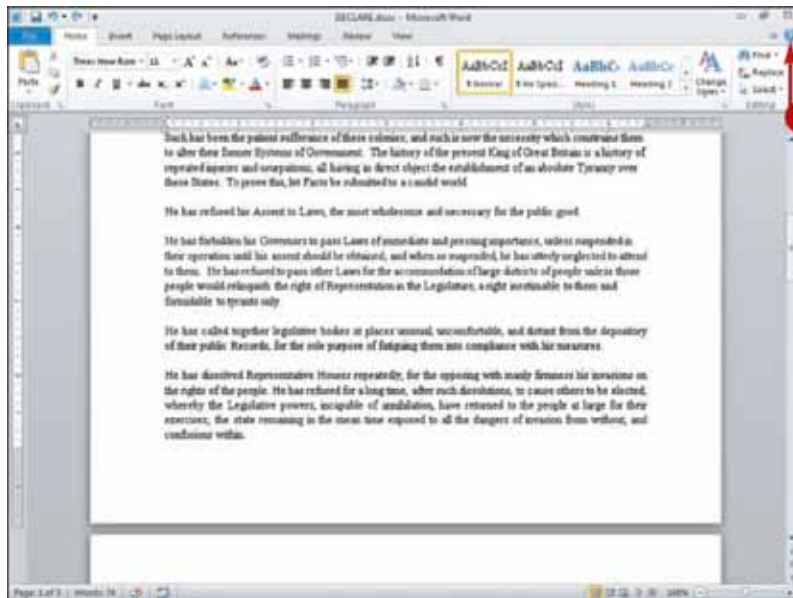 DECLARE.docx - Microsoft Word
File Home Insert Page Layout References Mailings Review View
Times New Rom 12
Paste
AaBbCcI AaBbCcI AaBbC AaBbCc
Normal No Spaci... Heading 1 Heading 2
Change Styles
Find
Replace
Select
Clipboard Font Paragraph Styles Editing
Such has been the patient sufferance of these colonies, and such is now the necessity which constrains them
to alter their former Systems of Government. The history of the present King of Great Britain is a history of
repeated injuries and usurpations, all having in direct object the establishment of an absolute Tyranny over
these States. To prove this, let Facts be submitted to a candid world.
He has refused his Assent to Laws, the most wholesome and necessary for the public good.
He has forbidden his Governors to pass Laws of immediate and pressing importance, unless suspended in
their operation until his assent should be obtained; and when so suspended, he has utterly neglected to attend
to them. He has refused to pass other Laws for the accommodation of large districts of people unless those
people would relinquish the right of Representation in the Legislature, a right inestimable to them and
formidable to tyrants only.
He has called together legislative bodies at places unusual, uncomfortable, and distant from the depository
of their public Records, for the sole purpose of fatiguing them into compliance with his measures.
He has dissolved Representative Houses repeatedly, for the opposing with manly firmness his invasions on
the rights of the people. He has refused for a long time, after such dissolutions, to cause others to be elected;
whereby the Legislative powers, incapable of annihilation, have returned to the people at large for their
exercises; the state remaining in the mean time exposed to all the dangers of invasion from without, and
confusions within.
Page: 1 of 3 Words: 100%